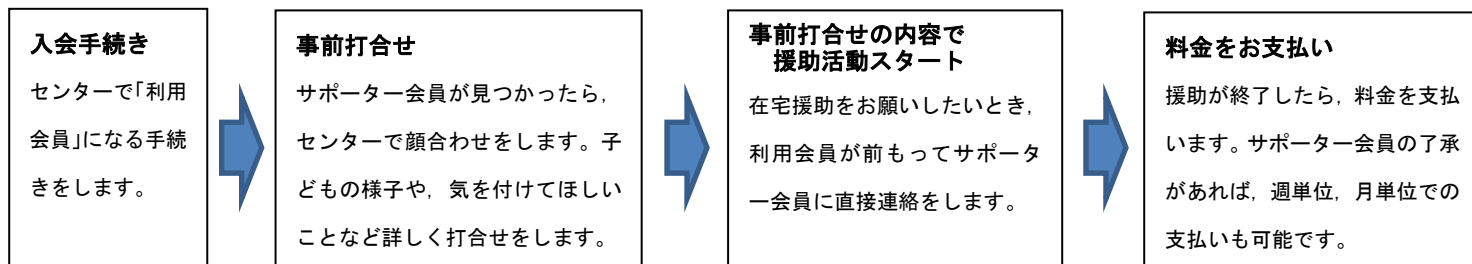 入会手続き
センターで｢利用
会員｣になる手続
きをします。
事前打合せ
サポーター会員が見つかったら，
センターで顔合わせをします。子
どもの様子や，気を付けてほしい
ことなど詳しく打合せをします。
事前打合せの内容で
援助活動スタート
在宅援助をお願いしたいとき，
利用会員が前もってサポータ
ー会員に直接連絡をします。
料金をお支払い
援助が終了したら，料金を支払
います。サポーター会員の了承
があれば，週単位，月単位での
支払いも可能です。